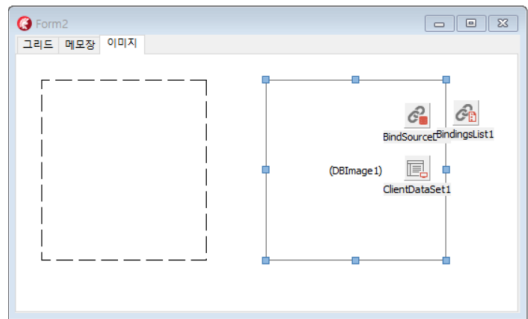 Form2
그리드 메모장 이미지
BindSourceD BindingsList1
(DBImage1)
ClientDataSet1